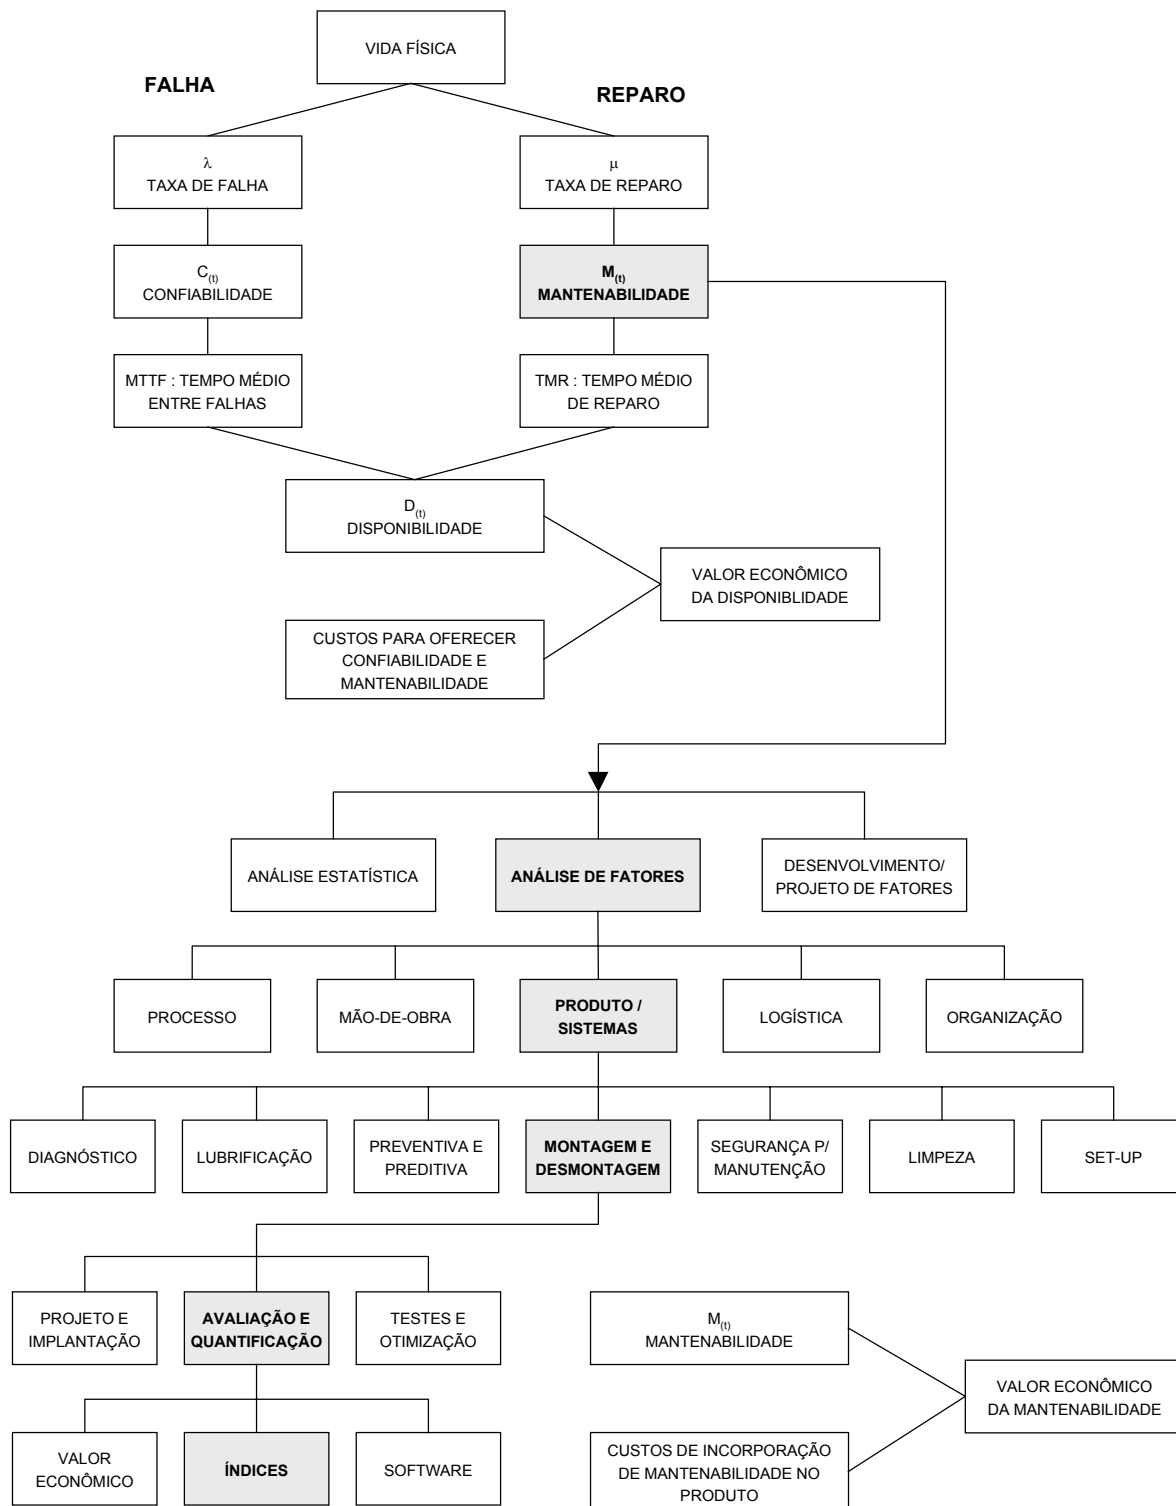 VIDA FÍSICA
FALHA
REPARO
λ
TAXA DE FALHA
μ
TAXA DE REPARO
C(t)
CONFIABILIDADE
M(t)
MANTENABILIDADE
MTTF : TEMPO MÉDIO
ENTRE FALHAS
TMR : TEMPO MÉDIO
DE REPARO
D(t)
DISPONIBILIDADE
VALOR ECONÔMICO
DA DISPONIBLIDADE
CUSTOS PARA OFERECER
CONFIABILIDADE E
MANTENABILIDADE
ANÁLISE ESTATÍSTICA
ANÁLISE DE FATORES
DESENVOLVIMENTO/
PROJETO DE FATORES
PROCESSO
MÃO-DE-OBRA
PRODUTO /
SISTEMAS
LOGÍSTICA
ORGANIZAÇÃO
DIAGNÓSTICO
LUBRIFICAÇÃO
PREVENTIVA E
PREDITIVA
MONTAGEM E
DESMONTAGEM
SEGURANÇA P/
MANUTENÇÃO
LIMPEZA
SET-UP
PROJETO E
IMPLANTAÇÃO
AVALIAÇÃO E
QUANTIFICAÇÃO
TESTES E
OTIMIZAÇÃO
M(t)
MANTENABILIDADE
VALOR ECONÔMICO
DA MANTENABILIDADE
VALOR
ECONÔMICO
ÍNDICES
SOFTWARE
CUSTOS DE INCORPORAÇÃO
DE MANTENABILIDADE NO
PRODUTO